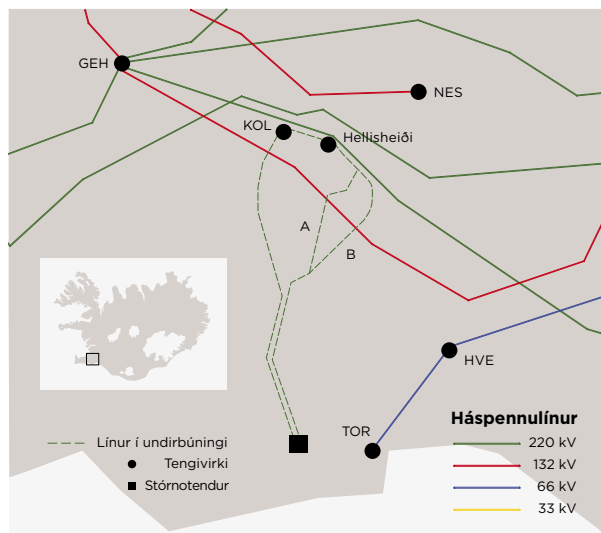 GEH
NES
KOL
Hellisheiði
A
B
HVE
TOR
Línur í undirbúningi
Tengivirki
Stórnotendur
Háspennulínur
220 kV
132 kV
66 kV
33 kV